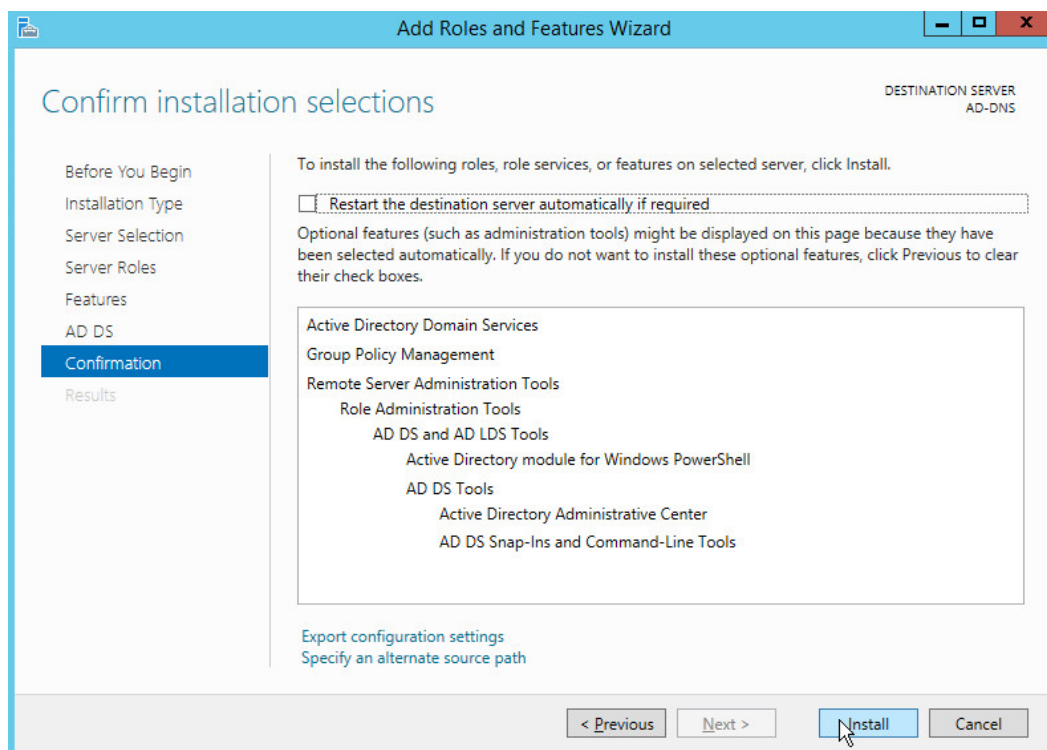 Add Roles and Features Wizard
Confirm installation selections
DESTINATION SERVER
AD-DNS
Before You Begin
Installation Type
Server Selection
Server Roles
Features
AD DS
Confirmation
Results
To install the following roles, role services, or features on selected server, click Install.
Restart the destination server automatically if required
Optional features (such as administration tools) might be displayed on this page because they have
been selected automatically. If you do not want to install these optional features, click Previous to clear
their check boxes.
Active Directory Domain Services
Group Policy Management
Remote Server Administration Tools
Role Administration Tools
AD DS and AD LDS Tools
Active Directory module for Windows PowerShell
AD DS Tools
Active Directory Administrative Center
AD DS Snap-Ins and Command-Line Tools
Export configuration settings
Specify an alternate source path
< Previous
Next >
Install
Cancel